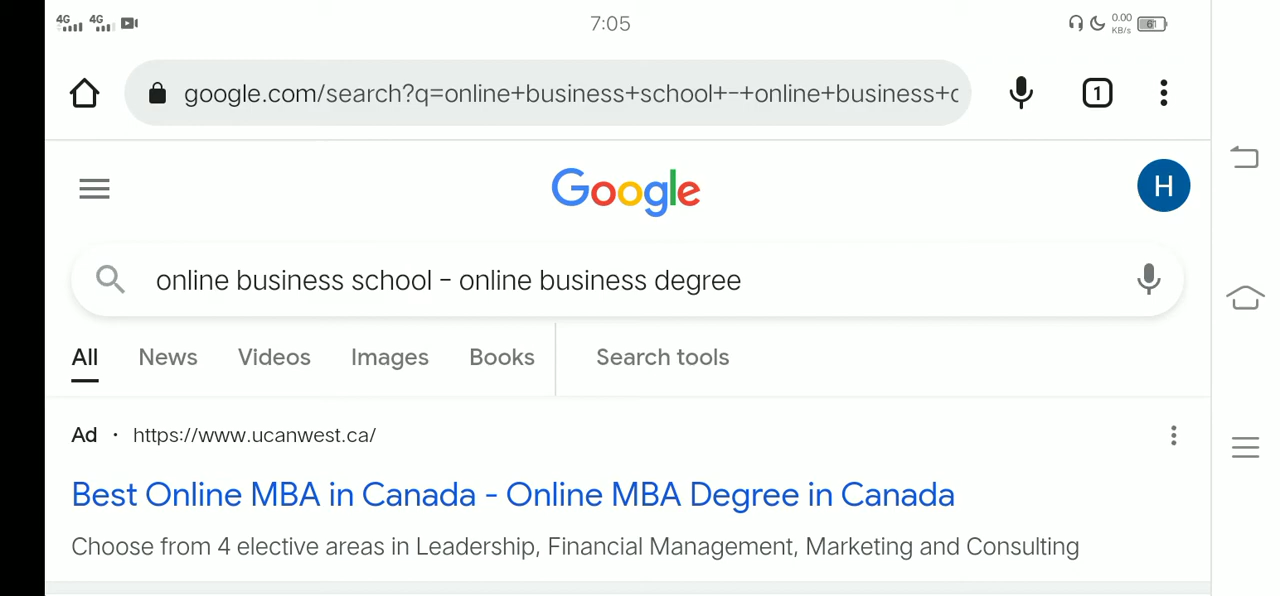 4G 4G 7:05 0.00 KB/s 61
google.com/search?q=online+business+school+-+online+business+c 1
Google H
online business school - online business degree
All News Videos Images Books Search tools
Ad · https://www.ucanwest.ca/
Best Online MBA in Canada - Online MBA Degree in Canada
Choose from 4 elective areas in Leadership, Financial Management, Marketing and Consulting